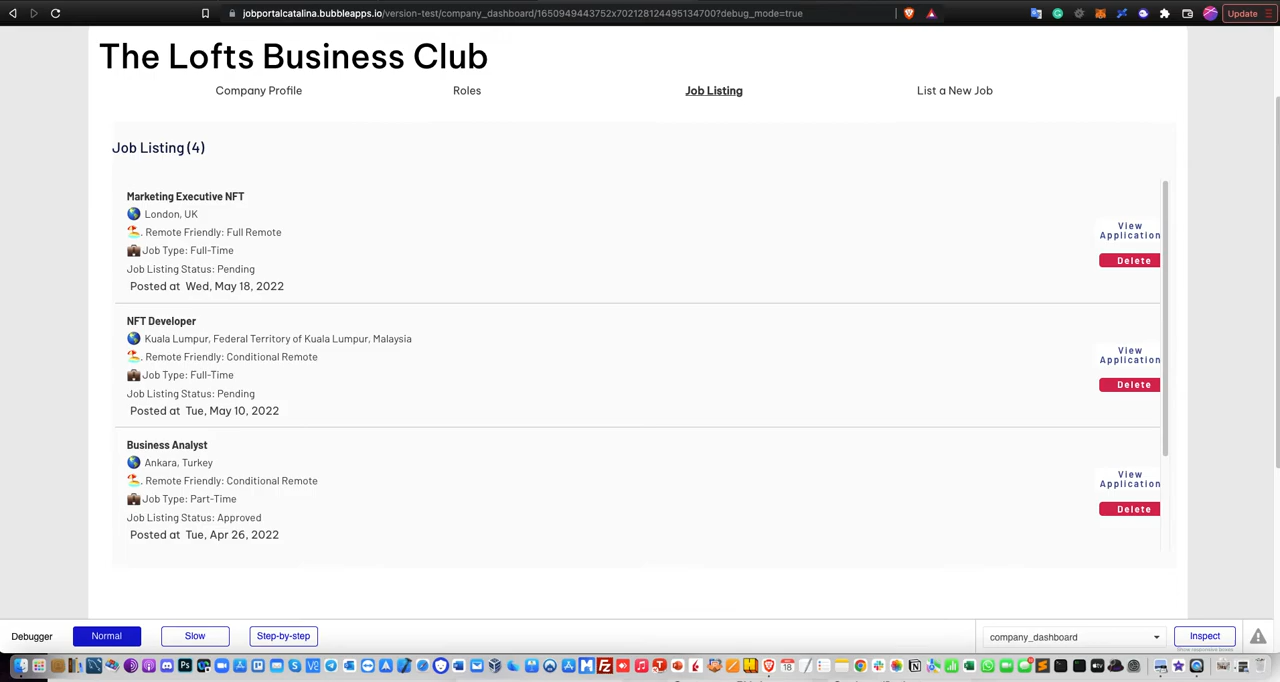 jobportalcatalina.bubbleapps.io/version-test/company_dashboard/1650949443752x702128124495134700?debug_mode=true
Update
The Lofts Business Club
Company Profile
Roles
Job Listing
List a New Job
Job Listing (4)
Marketing Executive NFT
London, UK
Remote Friendly: Full Remote
Job Type: Full-Time
Job Listing Status: Pending
Posted at Wed, May 18, 2022
View
Application
Delete
NFT Developer
Kuala Lumpur, Federal Territory of Kuala Lumpur, Malaysia
Remote Friendly: Conditional Remote
Job Type: Full-Time
Job Listing Status: Pending
Posted at Tue, May 10, 2022
View
Application
Delete
Business Analyst
Ankara, Turkey
Remote Friendly: Conditional Remote
Job Type: Part-Time
Job Listing Status: Approved
Posted at Tue, Apr 26, 2022
View
Application
Delete
Debugger
Normal
Slow
Step-by-step
company_dashboard
Inspect
Show responsive boxes